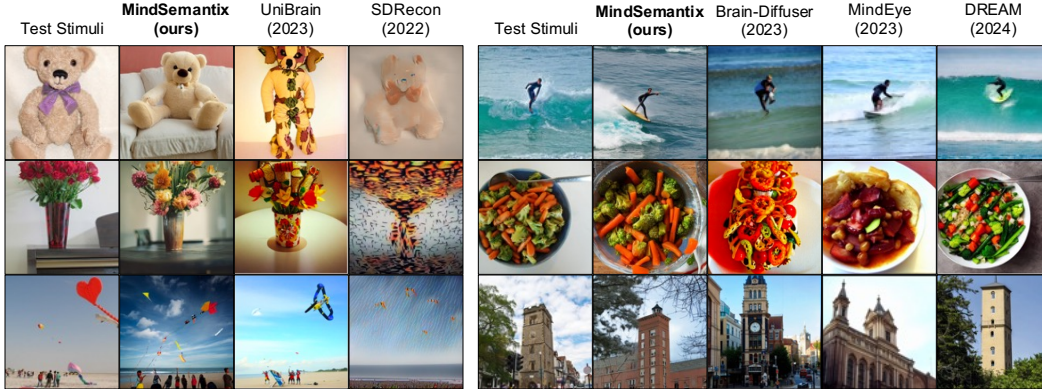 Test Stimuli MindSemantix (ours) UniBrain (2023) SDRecon (2022)
Test Stimuli MindSemantix (ours) Brain-Diffuser (2023) MindEye (2023) DREAM (2024)